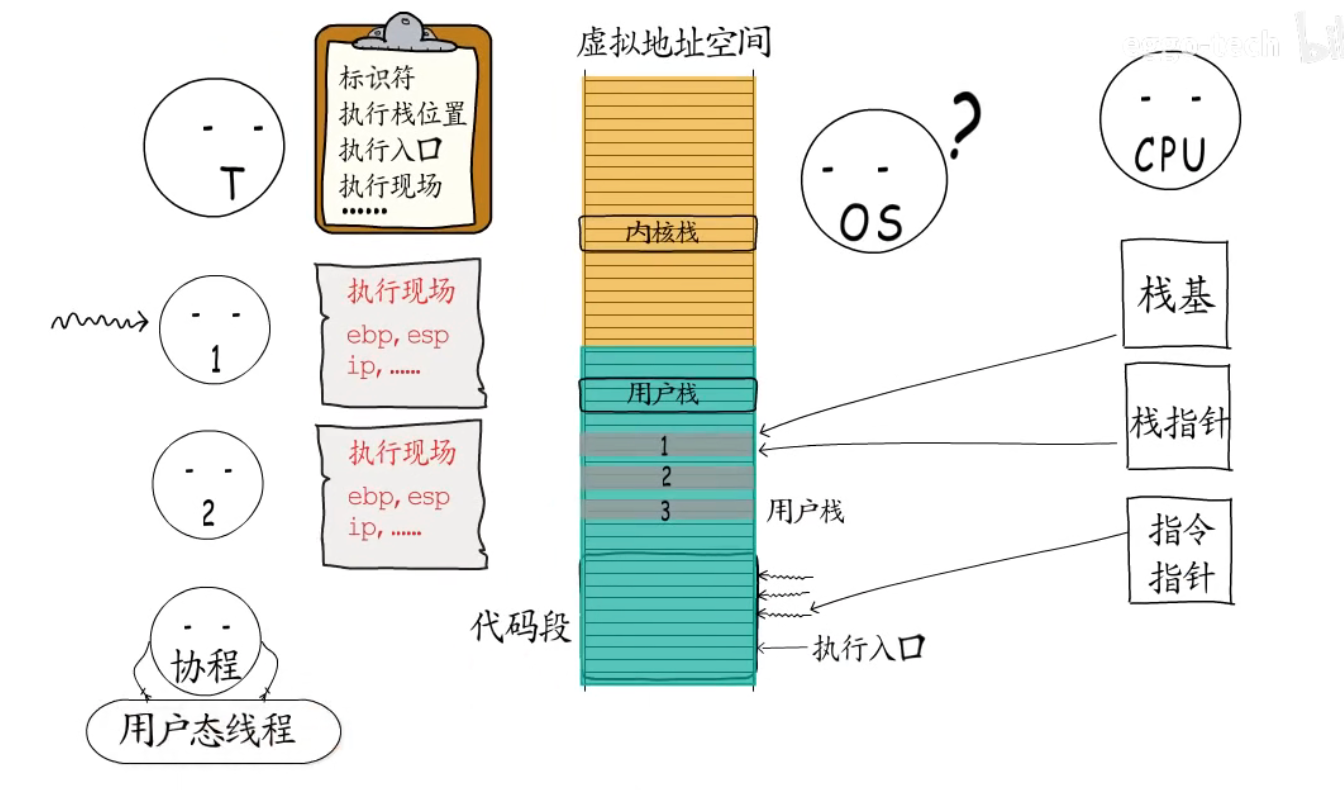 eggo-tech
虚拟地址空间
标识符
执行栈位置
执行入口
执行现场
······
T
内核栈
?
OS
CPU
1
执行现场
ebp, esp
ip, ······
用户栈
栈基
栈指针
1
2
3
用户栈
2
执行现场
ebp, esp
ip, ······
指令
指针
代码段
执行入口
协程
用户态线程